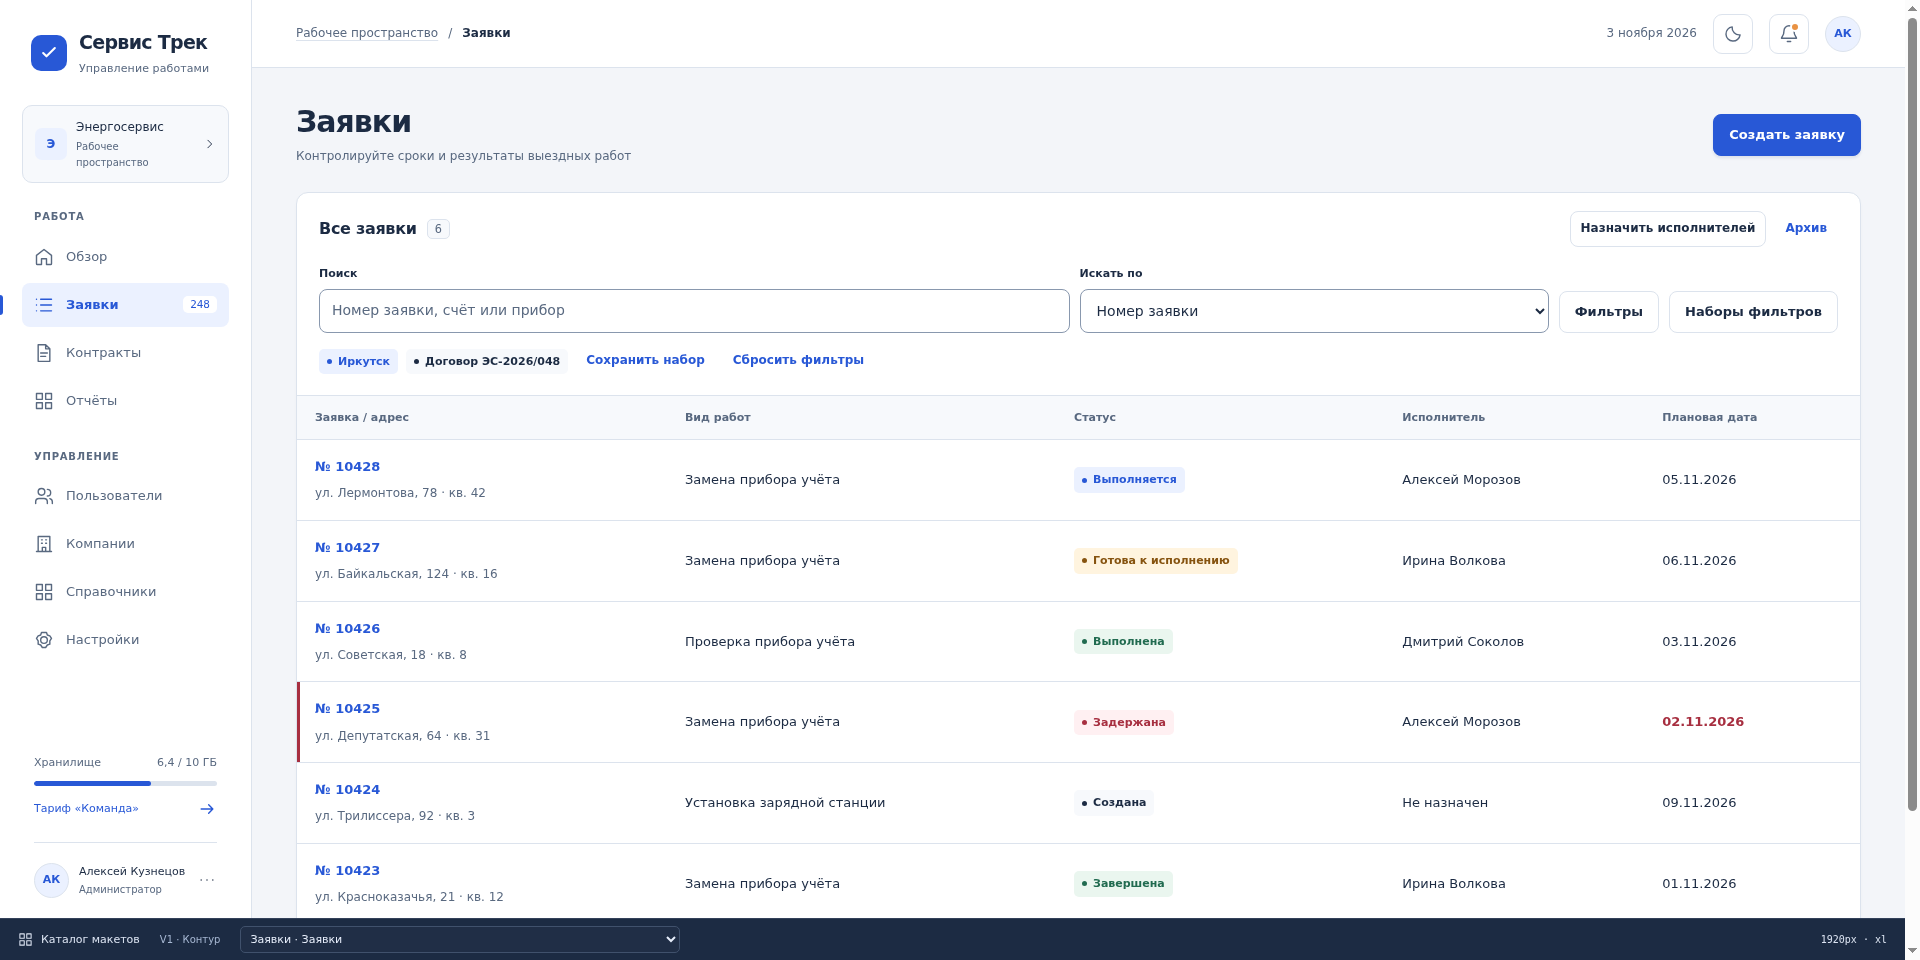 Сервис Трек
Управление работами
Э
Энергосервис
Рабочее
пространство
РАБОТА
Обзор
Заявки 248
Контракты
Отчёты
УПРАВЛЕНИЕ
Пользователи
Компании
Справочники
Настройки
Хранилище 6,4 / 10 ГБ
Тариф «Команда»
АК
Алексей Кузнецов
Администратор
Рабочее пространство / Заявки
3 ноября 2026
АК
Заявки
Контролируйте сроки и результаты выездных работ
Создать заявку
Все заявки 6
Назначить исполнителей Архив
Поиск Искать по
Номер заявки, счёт или прибор Номер заявки Фильтры Наборы фильтров
Иркутск Договор ЭС-2026/048 Сохранить набор Сбросить фильтры
Заявка / адрес Вид работ Статус Исполнитель Плановая дата
№ 10428
ул. Лермонтова, 78 · кв. 42
Замена прибора учёта Выполняется Алексей Морозов 05.11.2026
№ 10427
ул. Байкальская, 124 · кв. 16
Замена прибора учёта Готова к исполнению Ирина Волкова 06.11.2026
№ 10426
ул. Советская, 18 · кв. 8
Проверка прибора учёта Выполнена Дмитрий Соколов 03.11.2026
№ 10425
ул. Депутатская, 64 · кв. 31
Замена прибора учёта Задержана Алексей Морозов 02.11.2026
№ 10424
ул. Трилиссера, 92 · кв. 3
Установка зарядной станции Создана Не назначен 09.11.2026
№ 10423
ул. Красноказачья, 21 · кв. 12
Замена прибора учёта Завершена Ирина Волкова 01.11.2026
Каталог макетов V1 · Контур Заявки · Заявки 1920px · xl